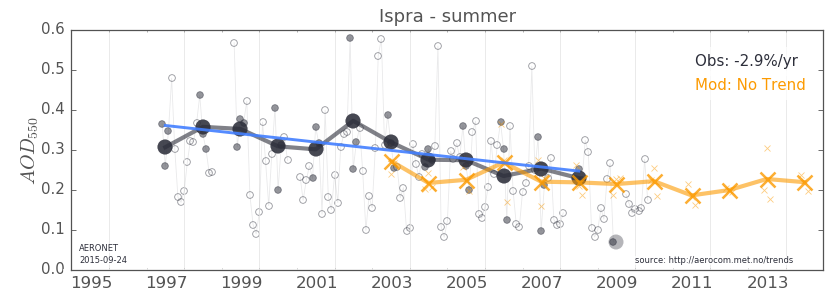 Ispra - summer
0.6
0.5
0.4
0.3
0.2
0.1
0.0
AOD550
Obs: -2.9%/yr
Mod: No Trend
AERONET
2015-09-24
source: http://aerocom.met.no/trends
1995 1997 1999 2001 2003 2005 2007 2009 2011 2013